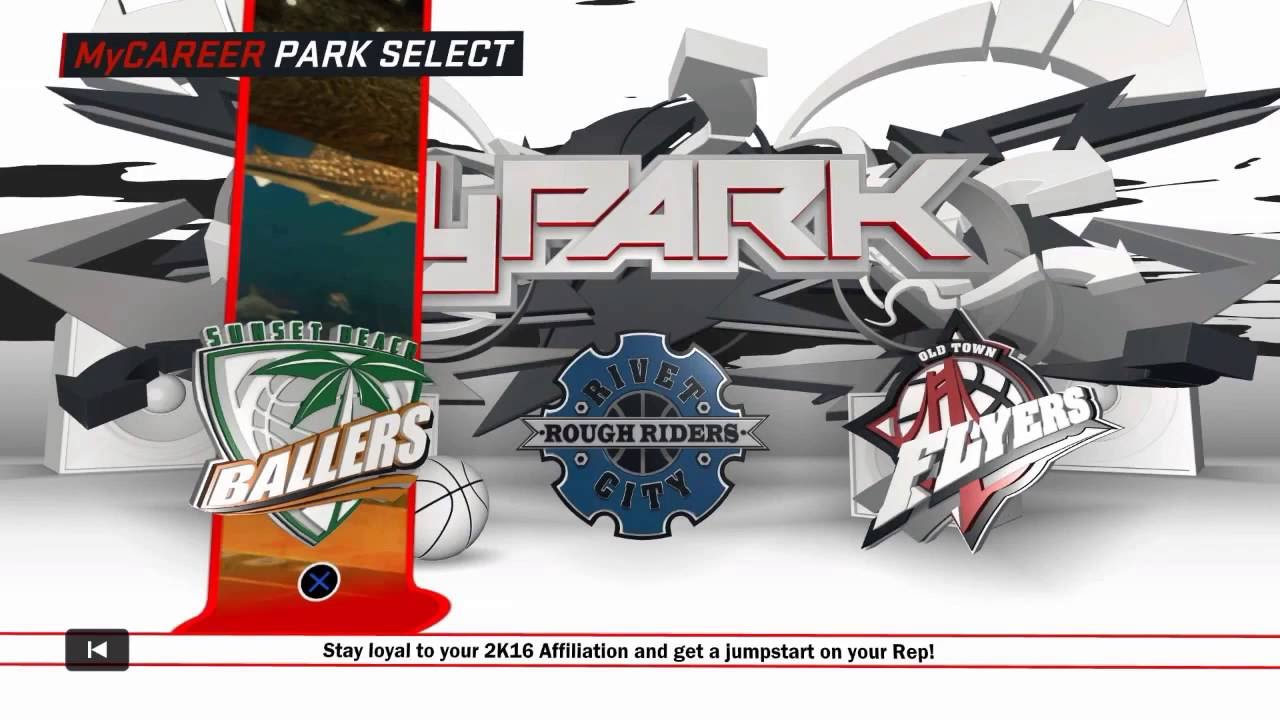 MyCAREER PARK SELECT
yPARK
SUNSET BEACH
BALLERS
RIVET
ROUGH RIDERS
CITY
OLD TOWN
FLYERS
Stay loyal to your 2K16 Affiliation and get a jumpstart on your Rep!